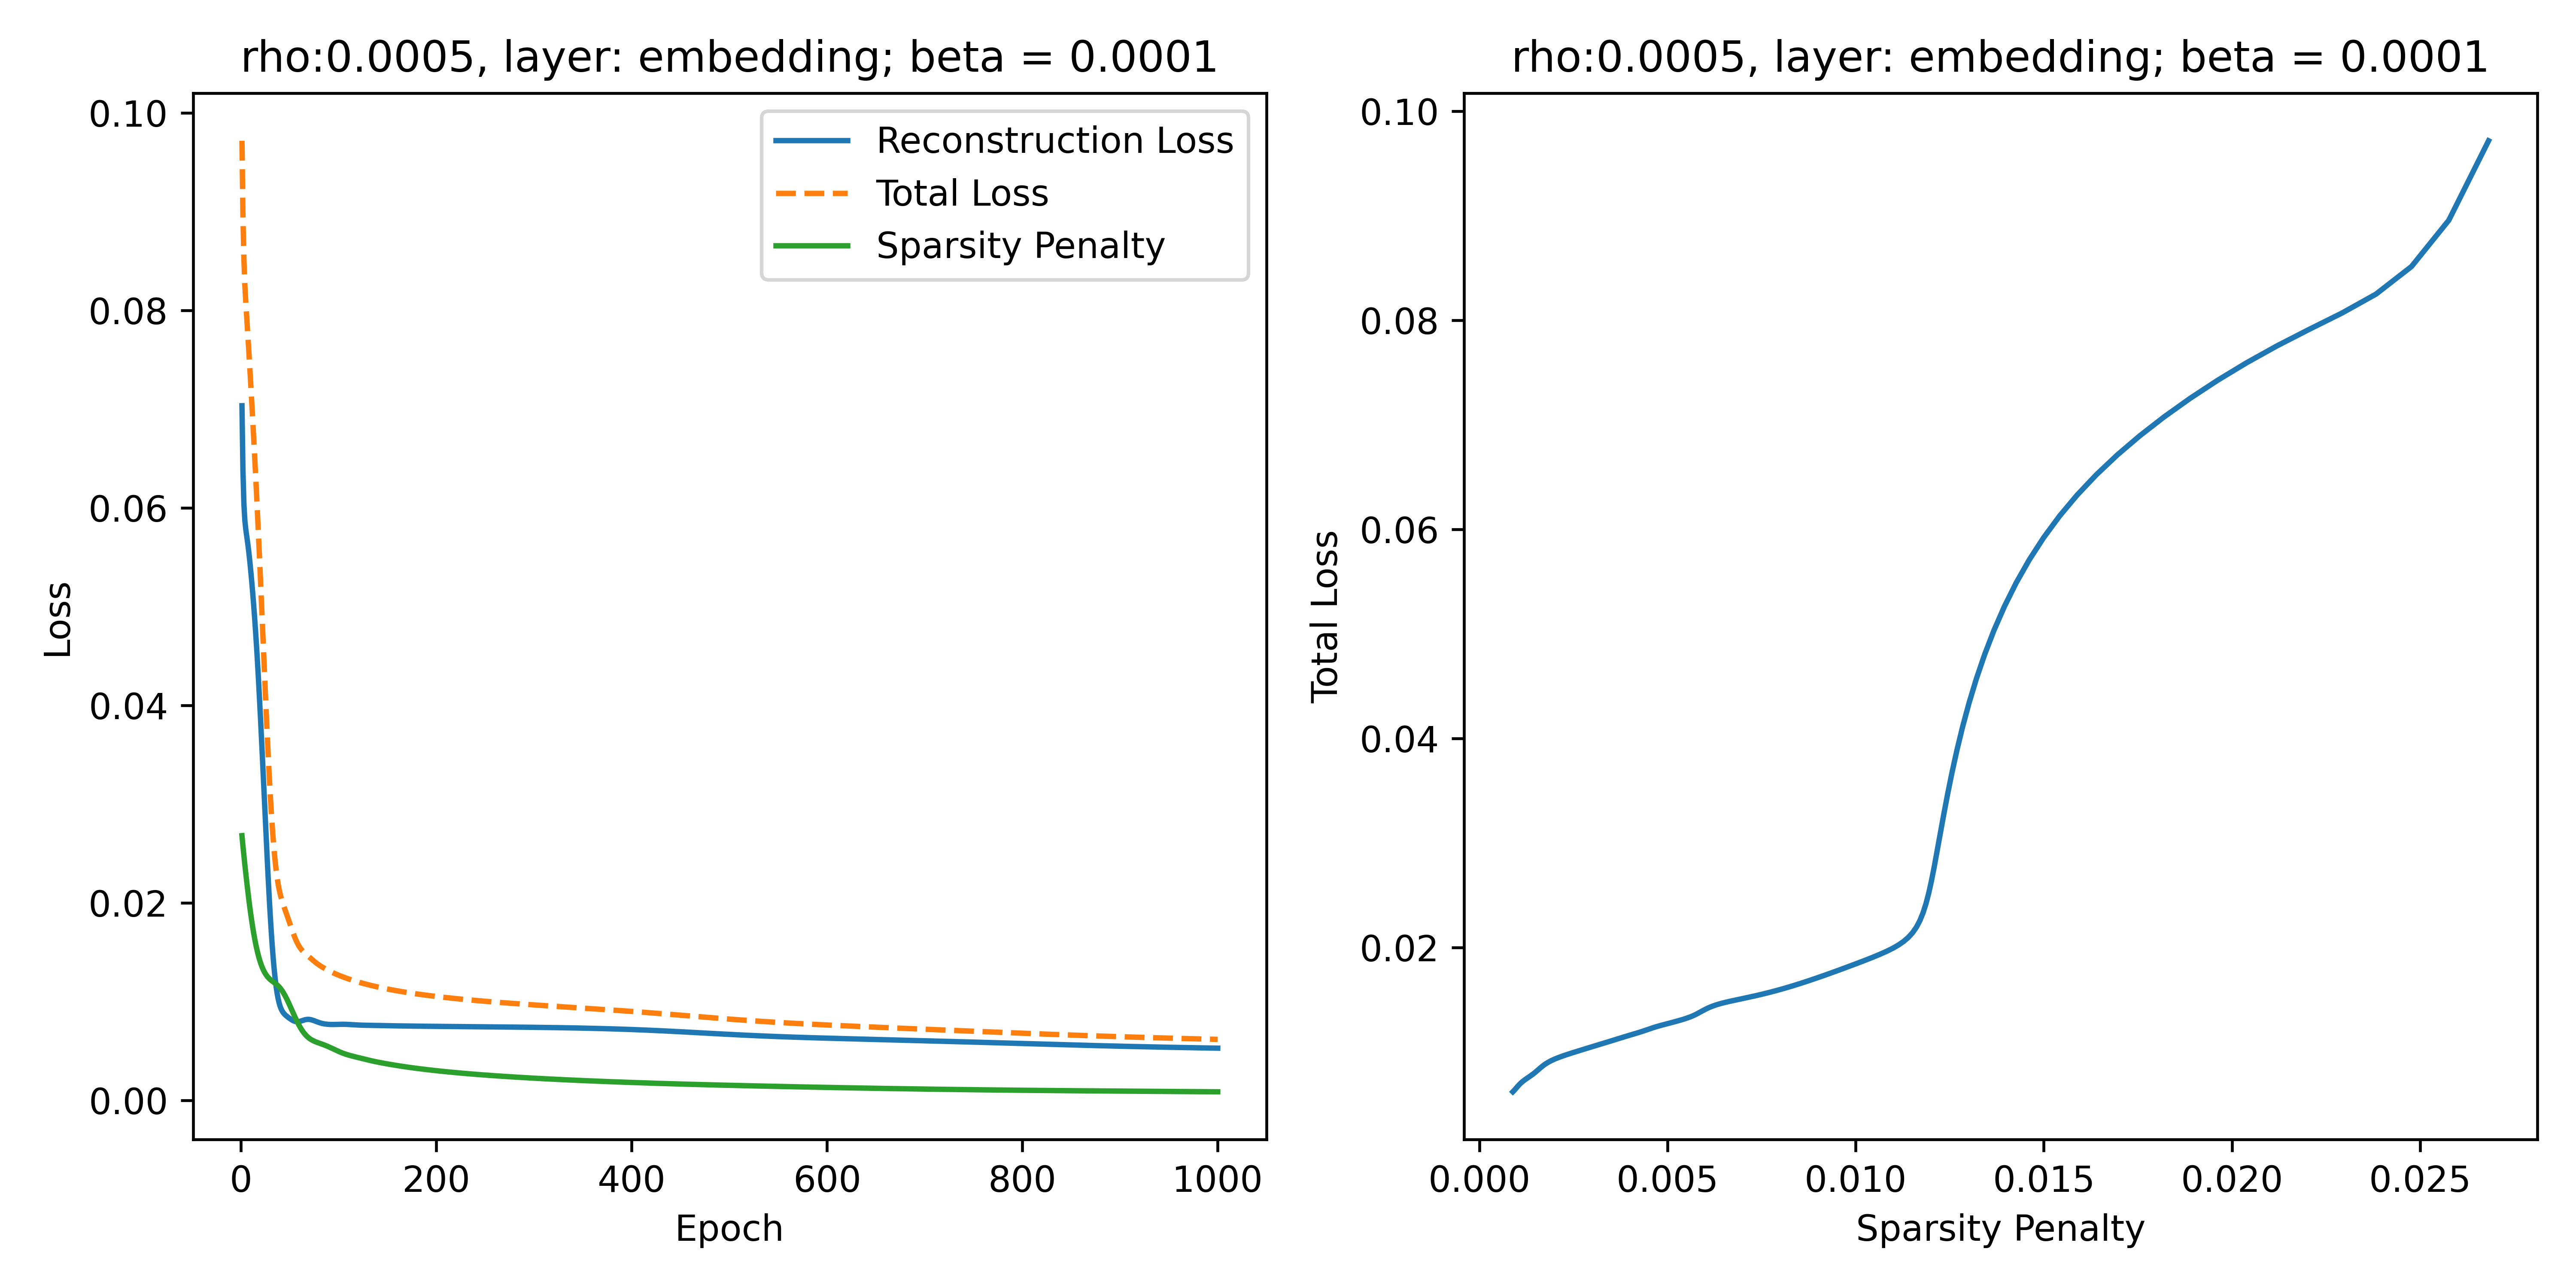 rho:0.0005, layer: embedding; beta = 0.0001
0.10
0.08
0.06
0.04
0.02
0.00
Loss
Reconstruction Loss
Total Loss
Sparsity Penalty
0 200 400 600 800 1000
Epoch
rho:0.0005, layer: embedding; beta = 0.0001
0.10
0.08
0.06
0.04
0.02
Total Loss
0.000 0.005 0.010 0.015 0.020 0.025
Sparsity Penalty